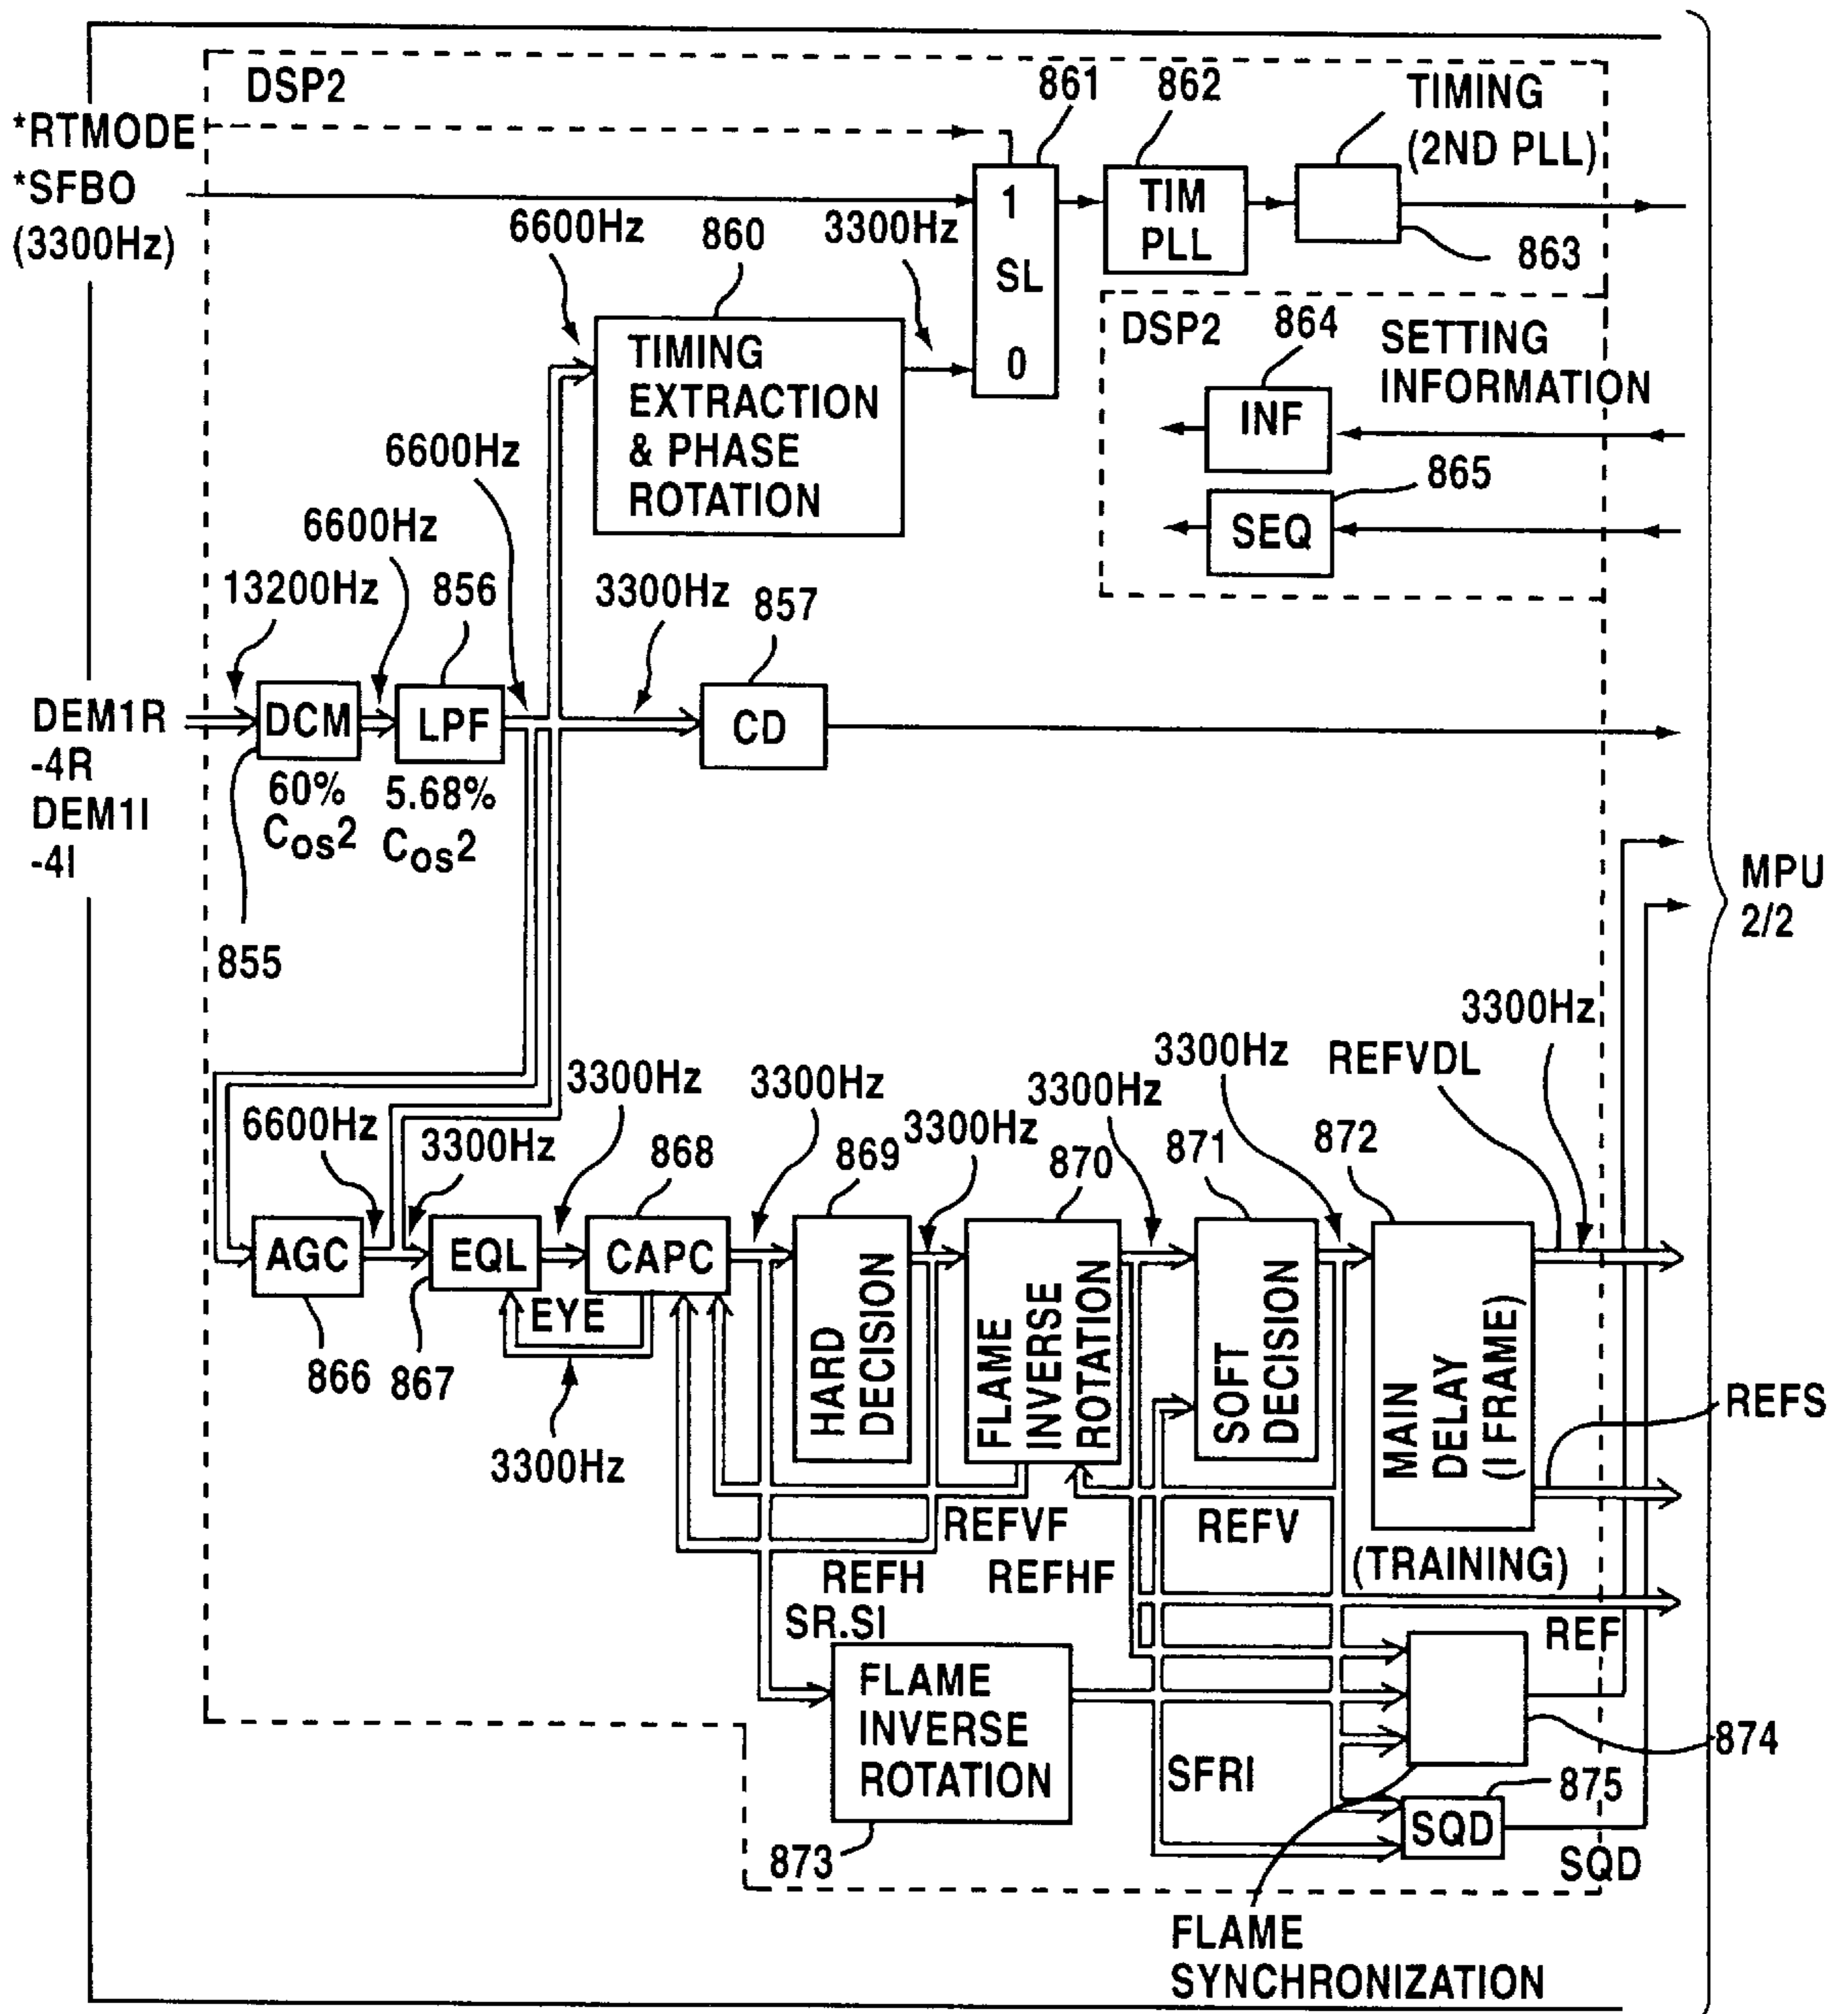 DSP2
861
862
TIMING
(2ND PLL)
*RTMODE
*SFBO
(3300Hz)
1
SL
0
TIM
PLL
863
6600Hz
860
3300Hz
TIMING
EXTRACTION
& PHASE
ROTATION
DSP2
864
SETTING
INFORMATION
INF
865
SEQ
6600Hz
6600Hz
13200Hz
856
3300Hz
857
DEM1R
-4R
DEM1I
-4I
DCM
LPF
CD
60%
Cos2
5.68%
Cos2
855
MPU
2/2
3300Hz
REFVDL
3300Hz
3300Hz
3300Hz
3300Hz
3300Hz
6600Hz
3300Hz
868
869
870
871
872
AGC
EQL
CAPC
HARD
DECISION
FLAME
INVERSE
ROTATION
SOFT
DECISION
MAIN
DELAY
(I FRAME)
EYE
866
867
3300Hz
REFS
REFVF
REFV
REFH
REFHF
(TRAINING)
SR.SI
REF
FLAME
INVERSE
ROTATION
874
SFRI
875
SQD
873
SQD
FLAME
SYNCHRONIZATION